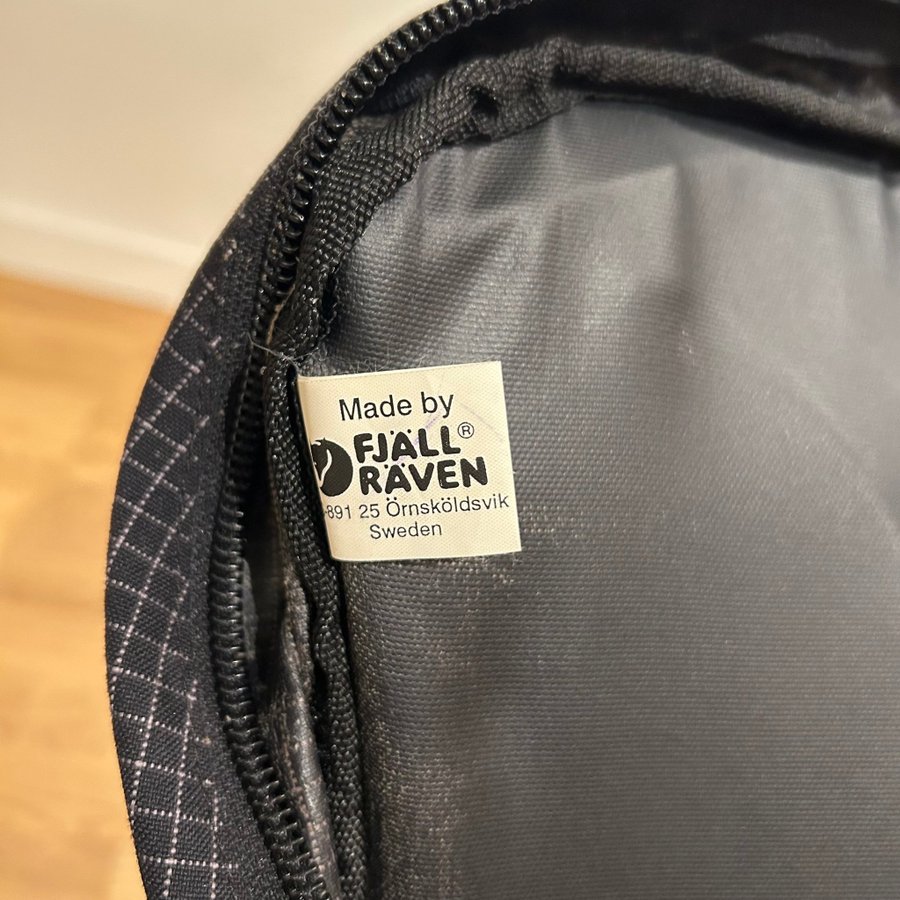 Made by
FJÄLL®
RÄVEN
-891 25 Örnsköldsvik
Sweden